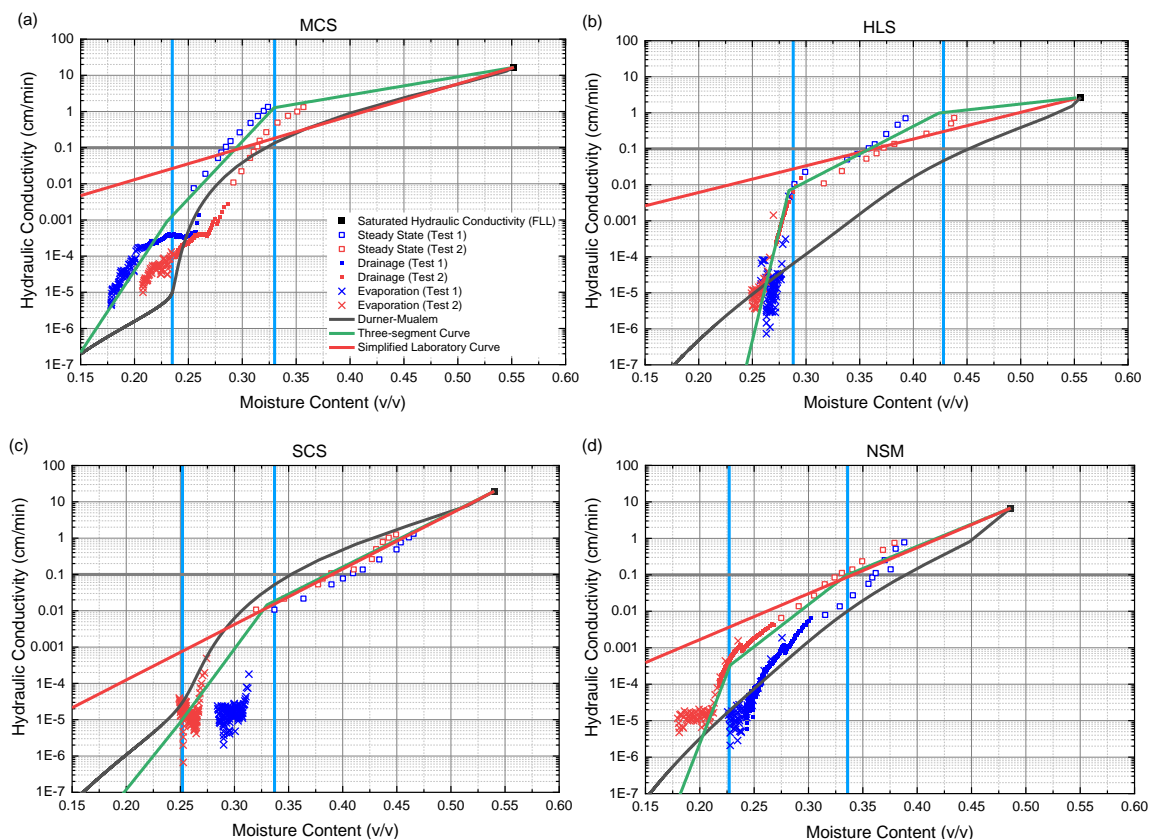 (a)
MCS
Hydraulic Conductivity (cm/min)
100
10
1
0.1
0.01
0.001
1E-4
1E-5
1E-6
1E-7
0.15 0.20 0.25 0.30 0.35 0.40 0.45 0.50 0.55 0.60
Moisture Content (v/v)
Saturated Hydraulic Conductivity (FLL)
Steady State (Test 1)
Steady State (Test 2)
Drainage (Test 1)
Drainage (Test 2)
Evaporation (Test 1)
Evaporation (Test 2)
Durner-Mualem
Three-segment Curve
Simplified Laboratory Curve
(b)
HLS
Hydraulic Conductivity (cm/min)
100
10
1
0.1
0.01
0.001
1E-4
1E-5
1E-6
1E-7
0.15 0.20 0.25 0.30 0.35 0.40 0.45 0.50 0.55 0.60
Moisture Content (v/v)
(c)
SCS
Hydraulic Conductivity (cm/min)
100
10
1
0.1
0.01
0.001
1E-4
1E-5
1E-6
1E-7
0.15 0.20 0.25 0.30 0.35 0.40 0.45 0.50 0.55 0.60
Moisture Content (v/v)
(d)
NSM
Hydraulic Conductivity (cm/min)
100
10
1
0.1
0.01
0.001
1E-4
1E-5
1E-6
1E-7
0.15 0.20 0.25 0.30 0.35 0.40 0.45 0.50 0.55 0.60
Moisture Content (v/v)